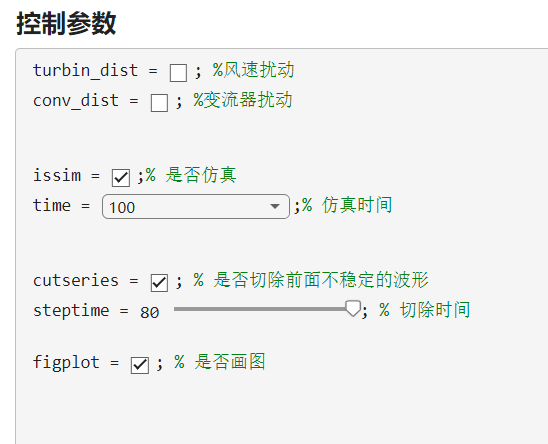 控制参数
turbin_dist = ; %风速扰动
conv_dist = ; %变流器扰动
issim = ;% 是否仿真
time = 100 ;% 仿真时间
cutseries = ; % 是否切除前面不稳定的波形
steptime = 80 ; % 切除时间
figplot = ; % 是否画图